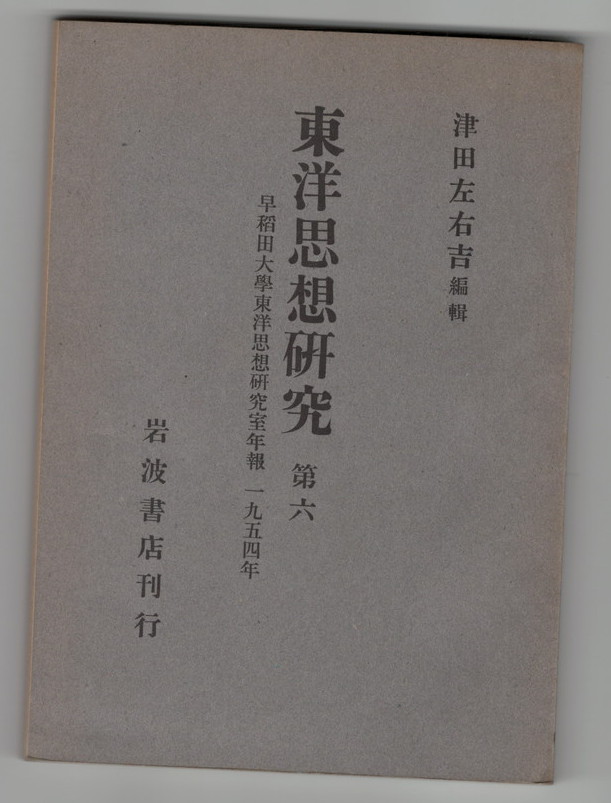 津田左右吉編輯
東洋思想硏究 第六
早稻田大學東洋思想硏究室年報 一九五四年
岩波書店刊行